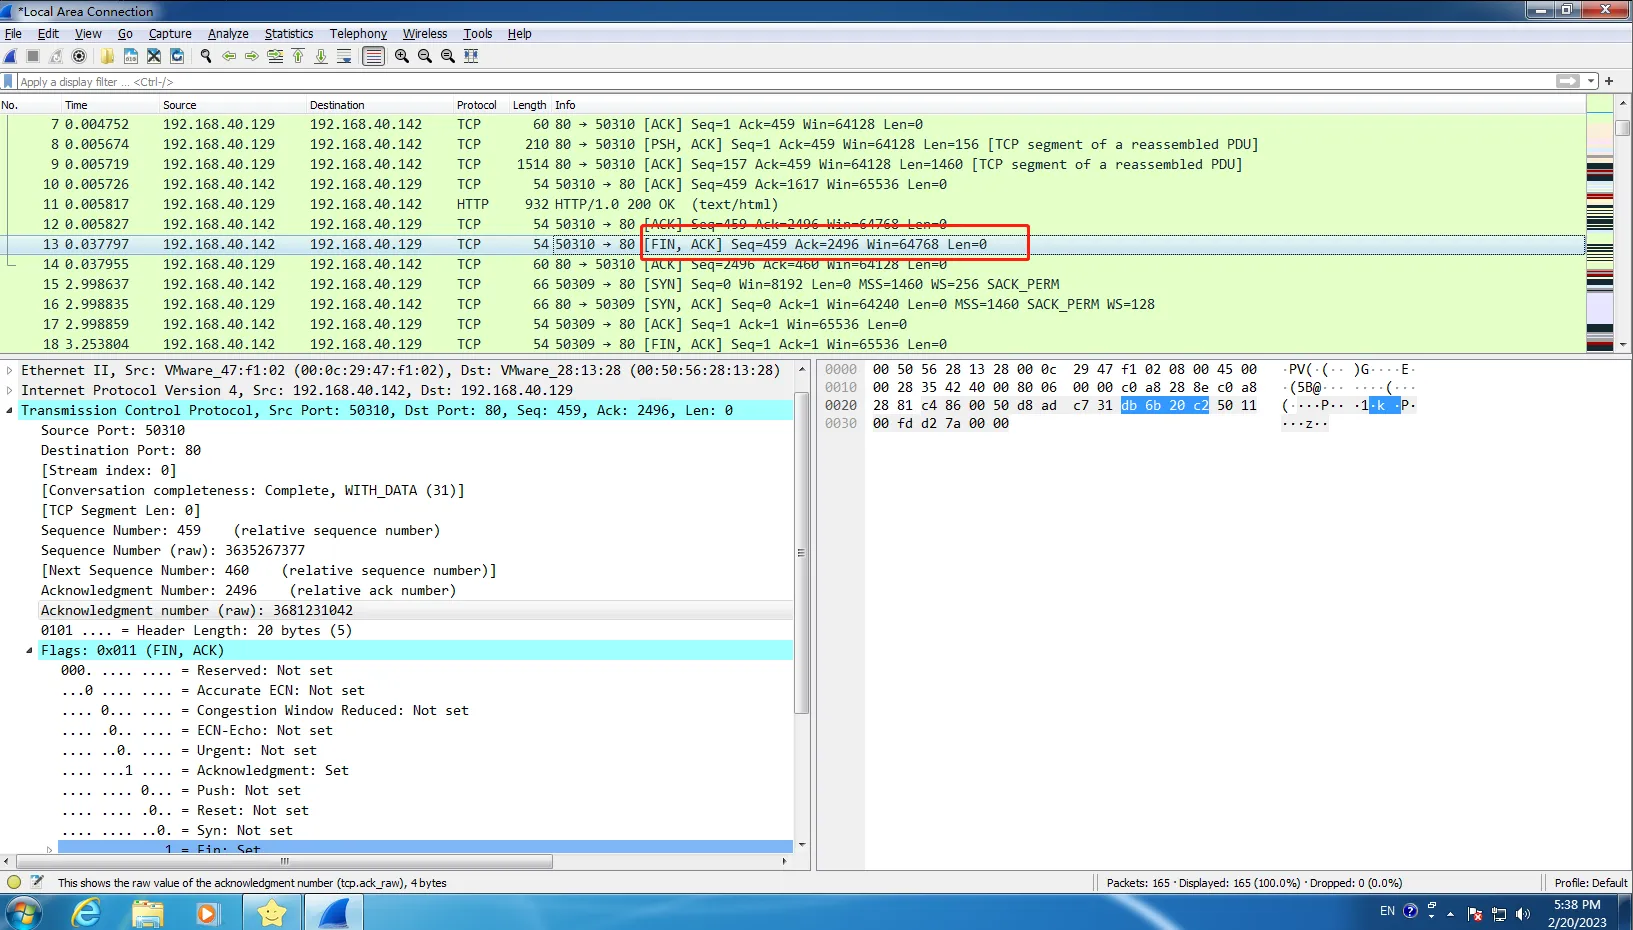 *Local Area Connection
File Edit View Go Capture Analyze Statistics Telephony Wireless Tools Help
Apply a display filter ... <Ctrl-/>
No. Time Source Destination Protocol Length Info
7 0.004752 192.168.40.129 192.168.40.142 TCP 60 80 → 50310 [ACK] Seq=1 Ack=459 Win=64128 Len=0
8 0.005674 192.168.40.129 192.168.40.142 TCP 210 80 → 50310 [PSH, ACK] Seq=1 Ack=459 Win=64128 Len=156 [TCP segment of a reassembled PDU]
9 0.005719 192.168.40.129 192.168.40.142 TCP 1514 80 → 50310 [ACK] Seq=157 Ack=459 Win=64128 Len=1460 [TCP segment of a reassembled PDU]
10 0.005726 192.168.40.142 192.168.40.129 TCP 54 50310 → 80 [ACK] Seq=459 Ack=1617 Win=65536 Len=0
11 0.005817 192.168.40.129 192.168.40.142 HTTP 932 HTTP/1.0 200 OK (text/html)
12 0.005827 192.168.40.142 192.168.40.129 TCP 54 50310 → 80 [ACK] Seq=459 Ack=2496 Win=64768 Len=0
13 0.037797 192.168.40.142 192.168.40.129 TCP 54 50310 → 80 [FIN, ACK] Seq=459 Ack=2496 Win=64768 Len=0
14 0.037955 192.168.40.129 192.168.40.142 TCP 60 80 → 50310 [ACK] Seq=2496 Ack=460 Win=64128 Len=0
15 2.998637 192.168.40.142 192.168.40.129 TCP 66 50309 → 80 [SYN] Seq=0 Win=8192 Len=0 MSS=1460 WS=256 SACK_PERM
16 2.998835 192.168.40.129 192.168.40.142 TCP 66 80 → 50309 [SYN, ACK] Seq=0 Ack=1 Win=64240 Len=0 MSS=1460 SACK_PERM WS=128
17 2.998859 192.168.40.142 192.168.40.129 TCP 54 50309 → 80 [ACK] Seq=1 Ack=1 Win=65536 Len=0
18 3.253804 192.168.40.142 192.168.40.129 TCP 54 50309 → 80 [FIN, ACK] Seq=1 Ack=1 Win=65536 Len=0
Ethernet II, Src: VMware_47:f1:02 (00:0c:29:47:f1:02), Dst: VMware_28:13:28 (00:50:56:28:13:28)
Internet Protocol Version 4, Src: 192.168.40.142, Dst: 192.168.40.129
Transmission Control Protocol, Src Port: 50310, Dst Port: 80, Seq: 459, Ack: 2496, Len: 0
Source Port: 50310
Destination Port: 80
[Stream index: 0]
[Conversation completeness: Complete, WITH_DATA (31)]
[TCP Segment Len: 0]
Sequence Number: 459 (relative sequence number)
Sequence Number (raw): 3635267377
[Next Sequence Number: 460 (relative sequence number)]
Acknowledgment Number: 2496 (relative ack number)
Acknowledgment number (raw): 3681231042
0101 .... = Header Length: 20 bytes (5)
Flags: 0x011 (FIN, ACK)
000. .... .... = Reserved: Not set
...0 .... .... = Accurate ECN: Not set
.... 0... .... = Congestion Window Reduced: Not set
.... .0.. .... = ECN-Echo: Not set
.... ..0. .... = Urgent: Not set
.... ...1 .... = Acknowledgment: Set
.... .... 0... = Push: Not set
.... .... .0.. = Reset: Not set
.... .... ..0. = Syn: Not set
1 = Fin: Set
0000 00 50 56 28 13 28 00 0c 29 47 f1 02 08 00 45 00 ·PV(·(·· )G····E·
0010 00 28 35 42 40 00 80 06 00 00 c0 a8 28 8e c0 a8 ·(5B@··· ····(···
0020 28 81 c4 86 00 50 d8 ad c7 31 db 6b 20 c2 50 11 (····P·· ·1·k ·P·
0030 00 fd d2 7a 00 00 ···z··
This shows the raw value of the acknowledgment number (tcp.ack_raw), 4 bytes
Packets: 165 · Displayed: 165 (100.0%) · Dropped: 0 (0.0%)
Profile: Default
EN
5:38 PM
2/20/2023